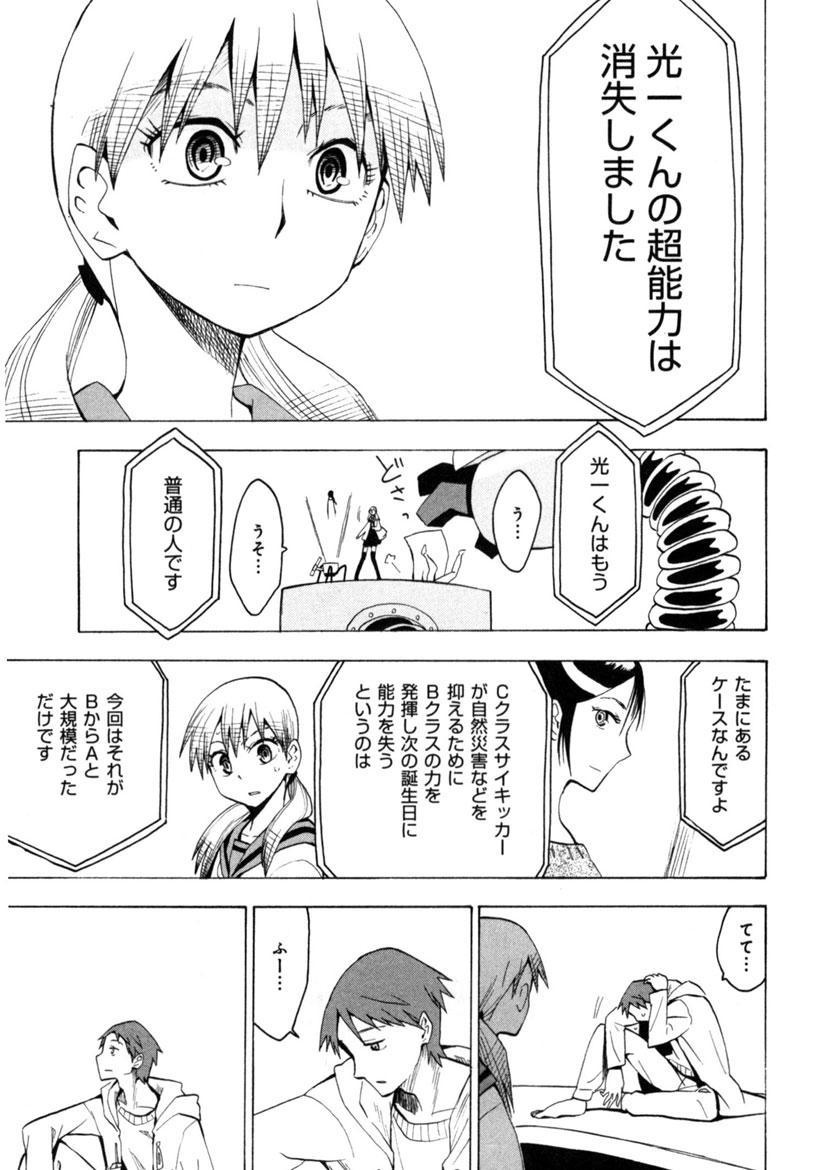 光一くんの超能力は
消失しました
光一くんはもう
う…
どさっ
うそ…
普通の人です
たまにある
ケースなんですよ
Cクラスサイキッカー
が自然災害などを
抑えるために
Bクラスの力を
発揮し次の誕生日に
能力を失う
というのは
今回はそれが
BからAと
大規模だった
だけです
てて…
ふー…